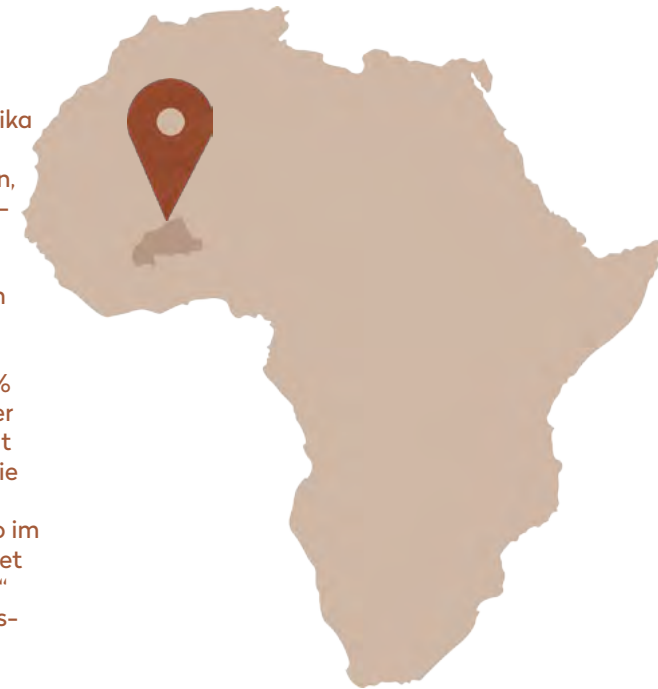 ika
n,
–
n
%
er
t
ie
o im
et
“
s-